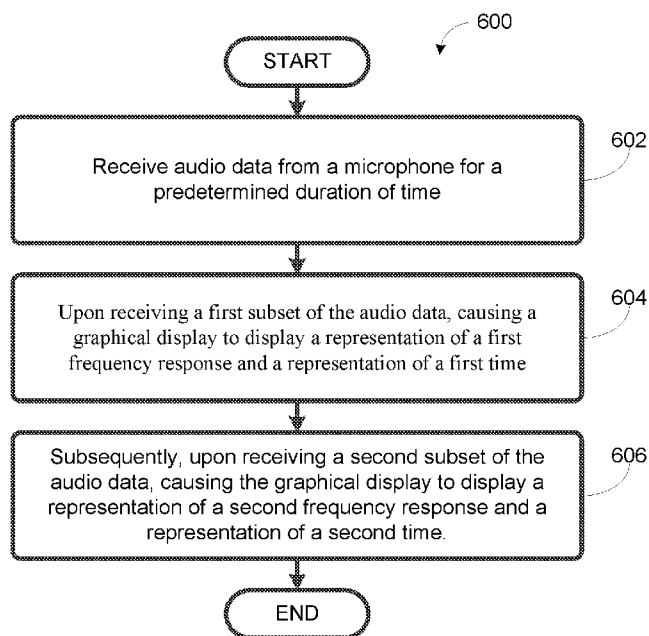 600
START
Receive audio data from a microphone for a
predetermined duration of time
602
Upon receiving a first subset of the audio data, causing a
graphical display to display a representation of a first
frequency response and a representation of a first time
604
Subsequently, upon receiving a second subset of the
audio data, causing the graphical display to display a
representation of a second frequency response and a
representation of a second time.
606
END